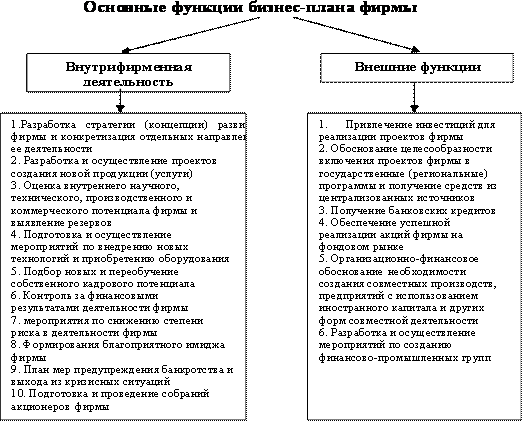 Основные функции бизнес-плана фирмы
Внутрифирменная
деятельность
1.Разработка стратегии (концепции)
фирмы и конкретизация отдельных
ее деятельности
2. Разработка и осуществление проектов
создания новой продукции (услуги)
3. Оценка внутреннего научного,
технического, производственного и
коммерческого потенциала фирмы и
выявление резервов
4. Подготовка и осуществление
мероприятий по внедрению новых
технологий и приобретению оборудования
5. Подбор новых и переобучение
собственного кадрового потенциала
6. Контроль за финансовыми
результатами деятельности фирмы
7. мероприятия по снижению степени
риска в деятельности фирмы
8. Формирования благоприятного имиджа
фирмы
9. План мер предупреждения банкротства и
выхода из кризисных ситуаций
10. Подготовка и проведение собраний
акционеров фирмы
Внешние функции
1. Привлечение инвестиций для
реализации проектов фирмы
2. Обоснование целесообразности
включения проектов фирмы в
государственные (региональные)
программы и получение средств из
централизованных источников
3. Получение банковских кредитов
4. Обеспечение успешной
реализации акций фирмы на
фондовом рынке
5. Организационно-финансовое
обоснование необходимости
создания совместных производств,
предприятий с использованием
иностранного капитала и других
форм совместной деятельности
6. Разработка и осуществление
мероприятий по созданию
финансово-промышленных групп